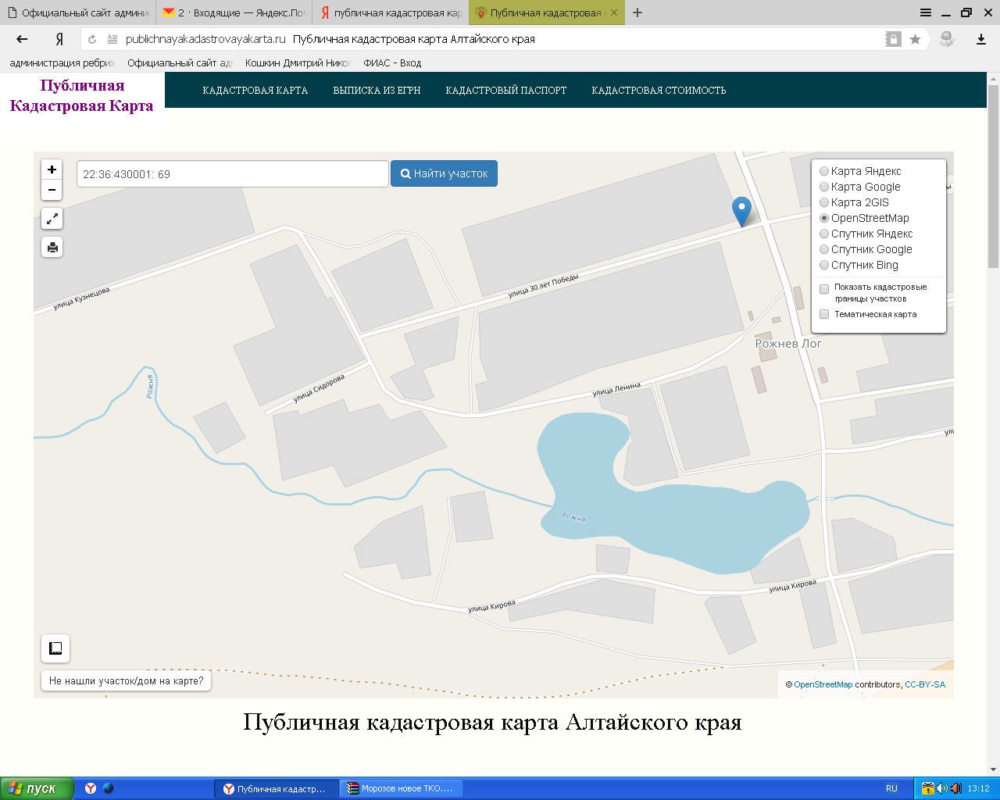 Официальный сайт админи
2 · Входящие — Яндекс.Поч
публичная кадастровая кар
Публичная кадастровая к
publichnayakadastrovayakarta.ru Публичная кадастровая карта Алтайского края
администрация ребрих
Официальный сайт адм
Кошкин Дмитрий Никол
ФИАС - Вход
Публичная
Кадастровая Карта
КАДАСТРОВАЯ КАРТА
ВЫПИСКА ИЗ ЕГРН
КАДАСТРОВЫЙ ПАСПОРТ
КАДАСТРОВАЯ СТОИМОСТЬ
+
−
22:36:430001: 69
Найти участок
Карта Яндекс
Карта Google
Карта 2GIS
OpenStreetMap
Спутник Яндекс
Спутник Google
Спутник Bing
Показать кадастровые
границы участков
Тематическая карта
улица Кузнецова
улица 30 лет Победы
Рожнев Лог
улица Сидорова
Рожня
улица Ленина
ули
Рожня
улица Кирова
улица Кирова
Не нашли участок/дом на карте?
© OpenStreetMap contributors, CC-BY-SA
Публичная кадастровая карта Алтайского края
пуск
Публичная кадастр...
Морозов новое ТКО....
RU
13:12